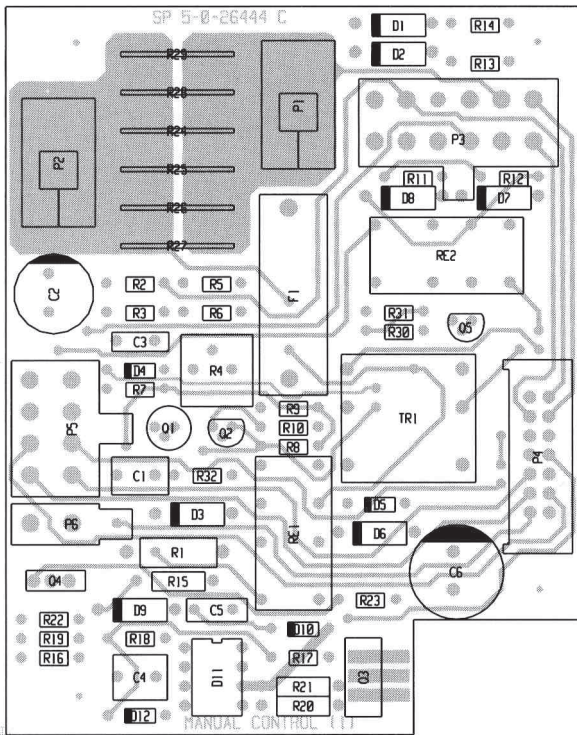 SP 5-0-26444 C
D1
R14
D2
R13
R29
R28
R24
R25
R26
R27
P1
P2
P3
R11
R12
D8
D7
RE2
C2
R2
R5
R3
R6
F1
R31
R30
Q5
C3
D4
R7
R4
R9
R10
R8
TR1
P5
Q1
Q2
P4
C1
R32
P6
D3
RE1
D5
D6
R1
Q4
R15
C6
D9
C5
R23
R22
R19
R18
D10
R16
R17
C4
D11
Q3
R21
R20
D12
MANUAL CONTROL (1)